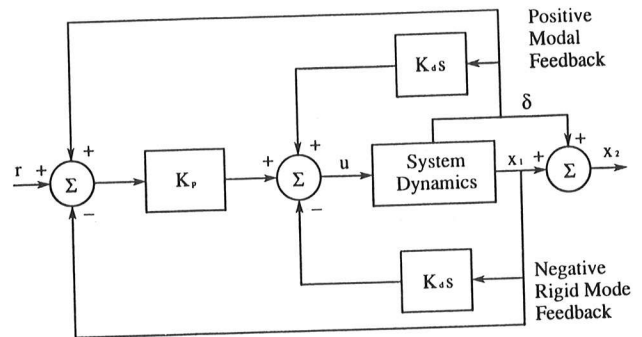 Positive
Modal
Feedback
K_d s
δ
+
+
r
+
Σ
−
K_p
+
+
Σ
−
u
System
Dynamics
x_1
+
+
Σ
x_2
K_d s
Negative
Rigid Mode
Feedback